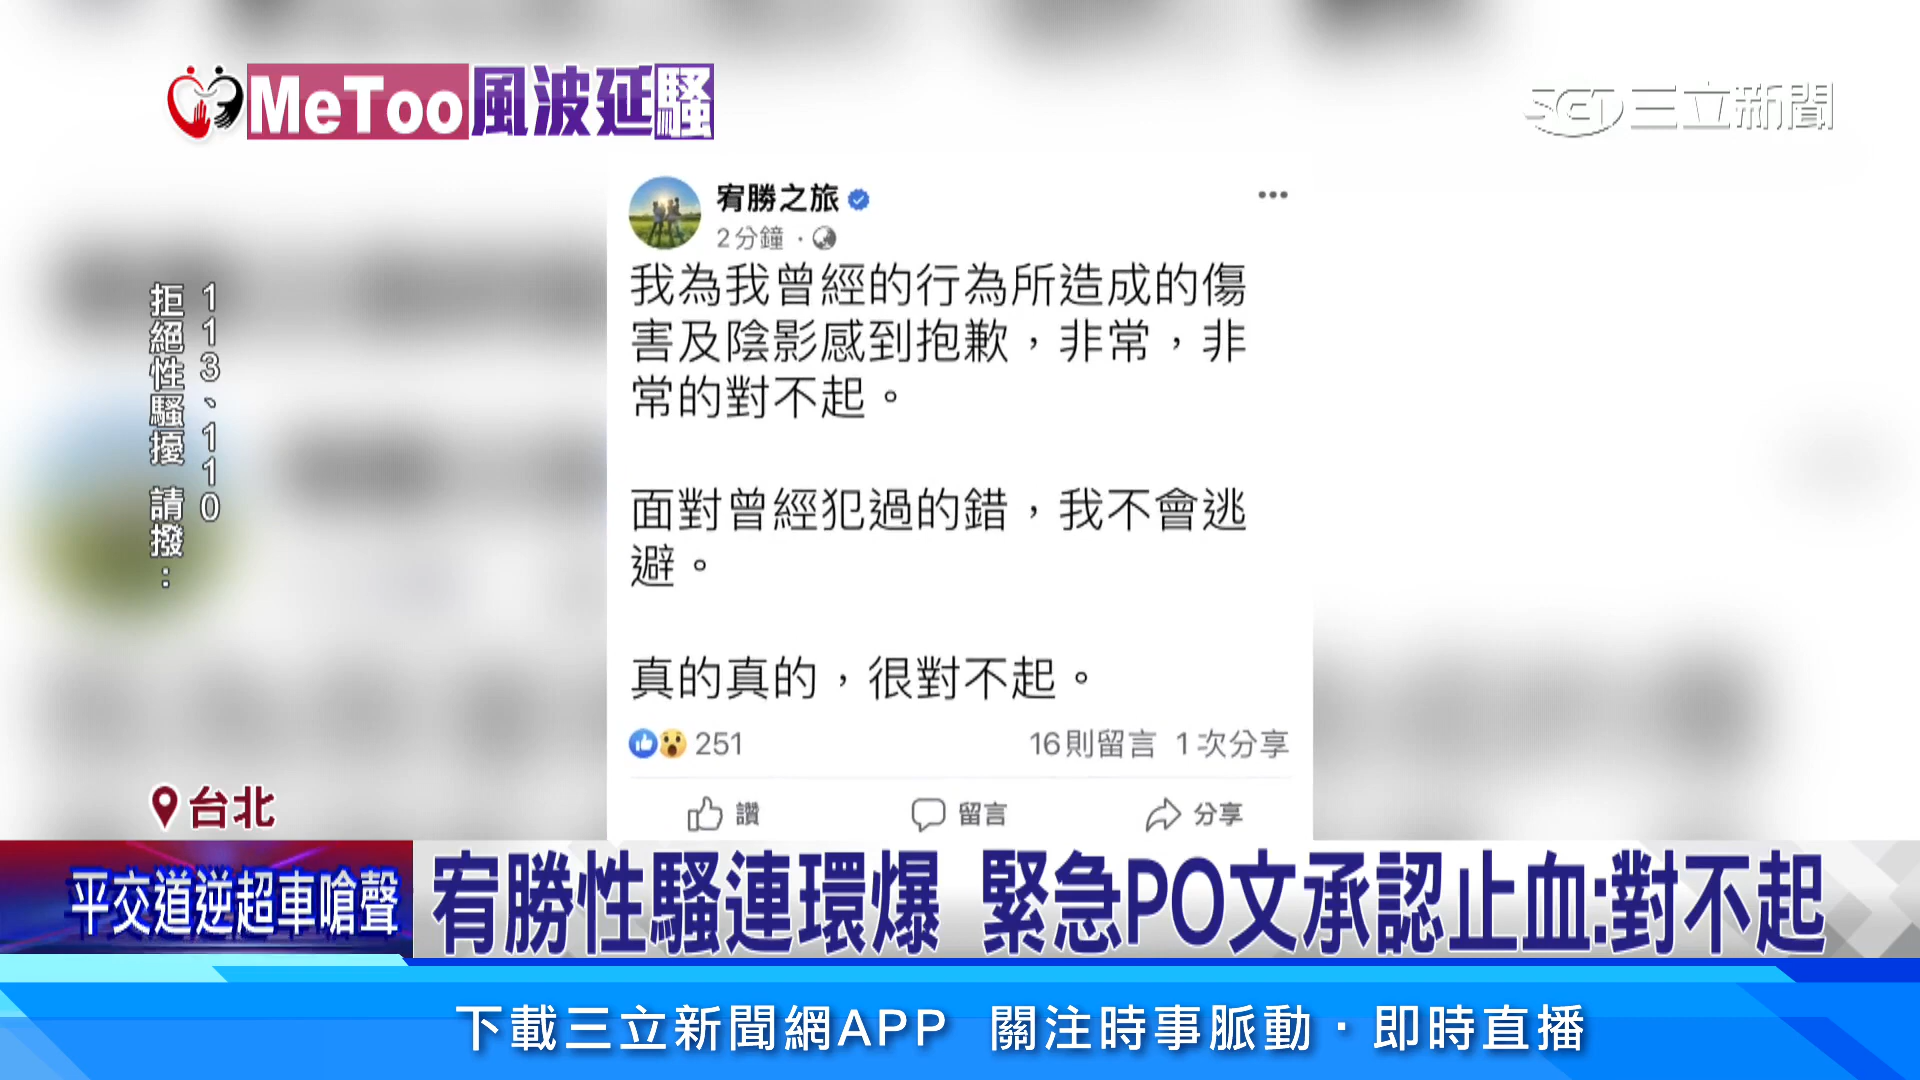 MeToo風波延騷
SET三立新聞
拒絕性騷擾 請撥:
113、110
宥勝之旅
2分鐘 ·
我為我曾經的行為所造成的傷
害及陰影感到抱歉，非常，非
常的對不起。
面對曾經犯過的錯，我不會逃
避。
真的真的，很對不起。
251
16則留言 1次分享
讚 留言 分享
台北
平交道逆超車嗆聲
宥勝性騷連環爆 緊急PO文承認止血:對不起
下載三立新聞網APP 關注時事脈動·即時直播